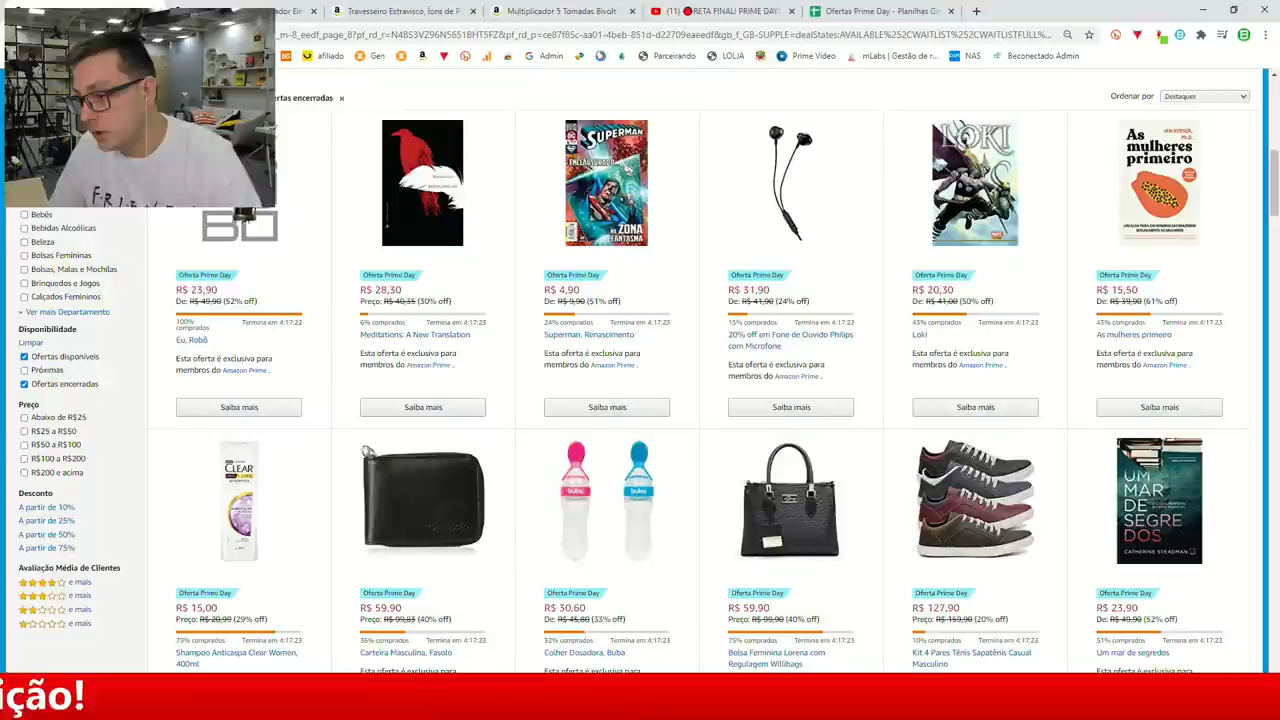 Travesseiro Extravisco, Íons de P
Multiplicador 5 Tomadas Bivolt
(11) RETA FINAL! PRIME DAY
Ofertas Prime Day - Planilhas Go
afiliado
Gen
Admin
Parceirando
LOLJA
Prime Video
mLabs | Gestão de r...
NAS
Beconectado Admin
ertas encerradas ×
Ordenar por
Destaques
Bebês
Bebidas Alcoólicas
Beleza
Bolsas Femininas
Bolsas, Malas e Mochilas
Brinquedos e Jogos
Calçados Femininos
Ver mais Departamento
Disponibilidade
Limpar
Ofertas disponíveis
Próximas
Ofertas encerradas
Preço
Abaixo de R$25
R$25 a R$50
R$50 a R$100
R$100 a R$200
R$200 e acima
Desconto
A partir de 10%
A partir de 25%
A partir de 50%
A partir de 75%
Avaliação Média de Clientes
e mais
e mais
e mais
e mais
Oferta Prime Day
R$ 23,90
De: R$ 49,90 (52% off)
100% comprados
Termina em 4:17:22
Eu, Robô
Esta oferta é exclusiva para
membros do Amazon Prime .
Saiba mais
Oferta Prime Day
R$ 28,30
Preço: R$ 40,35 (30% off)
6% comprados
Termina em 4:17:23
Meditations: A New Translation
Esta oferta é exclusiva para
membros do Amazon Prime .
Saiba mais
SUPERMAN
ENCLAUSURADO
NA ZONA
FANTASMA
Oferta Prime Day
R$ 4,90
De: R$ 9,90 (51% off)
24% comprados
Termina em 4:17:23
Superman. Renascimento
Esta oferta é exclusiva para
membros do Amazon Prime .
Saiba mais
Oferta Prime Day
R$ 31,90
De: R$ 41,90 (24% off)
15% comprados
Termina em 4:17:23
20% off em Fone de Ouvido Philips
com Microfone
Esta oferta é exclusiva para
membros do Amazon Prime .
Saiba mais
LOKI
Oferta Prime Day
R$ 20,30
De: R$ 41,00 (50% off)
43% comprados
Termina em 4:17:23
Loki
Esta oferta é exclusiva para
membros do Amazon Prime .
Saiba mais
As
mulheres
primeiro
Oferta Prime Day
R$ 15,50
De: R$ 39,90 (61% off)
43% comprados
Termina em 4:17:22
As mulheres primeiro
Esta oferta é exclusiva para
membros do Amazon Prime .
Saiba mais
CLEAR
Oferta Prime Day
R$ 15,00
Preço: R$ 20,99 (29% off)
79% comprados
Termina em 4:17:23
Shampoo Anticaspa Clear Women,
400ml
Oferta Prime Day
R$ 59,90
Preço: R$ 99,83 (40% off)
36% comprados
Termina em 4:17:23
Carteira Masculina, Fasolo
buba
buba
Oferta Prime Day
R$ 30,60
De: R$ 45,80 (33% off)
32% comprados
Termina em 4:17:23
Colher Dosadora, Buba
Oferta Prime Day
R$ 59,90
Preço: R$ 99,90 (40% off)
75% comprados
Termina em 4:17:23
Bolsa Feminina Lorena com
Regulagem Willibags
Oferta Prime Day
R$ 127,90
Preço: R$ 159,90 (20% off)
10% comprados
Termina em 4:17:23
Kit 4 Pares Tênis Sapatênis Casual
Masculino
UM
MAR
DE
SEGRE
DOS
CATHERINE STEADMAN
Oferta Prime Day
R$ 23,90
De: R$ 49,90 (52% off)
51% comprados
Termina em 4:17:22
Um mar de segredos
ição!